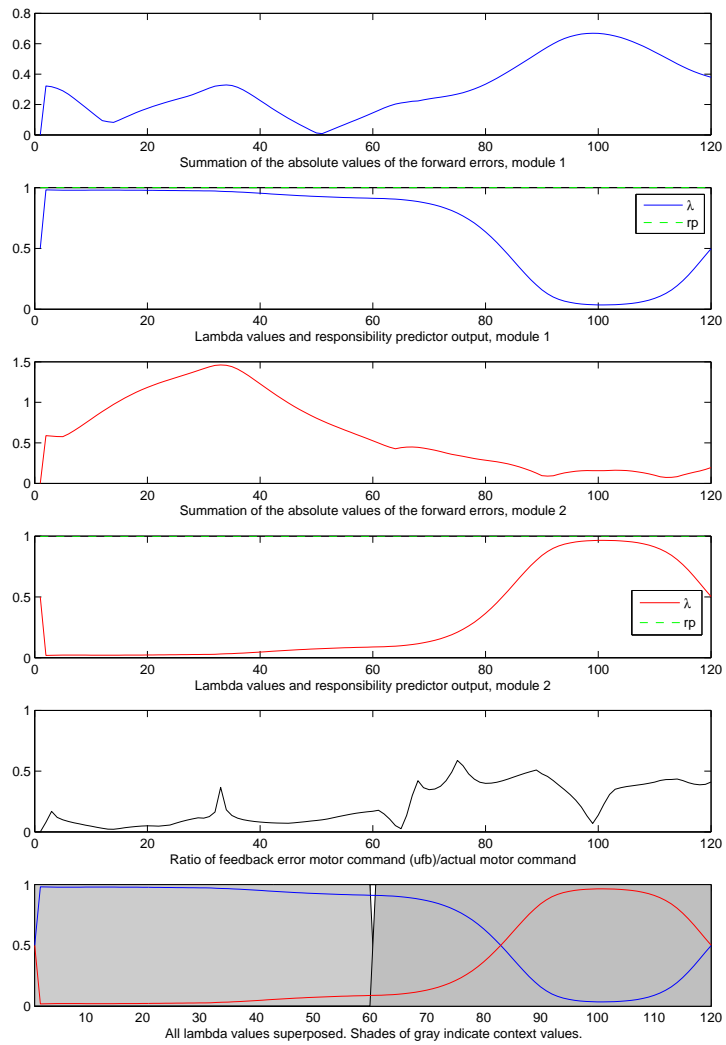 0.8
0.6
0.4
0.2
0
0 20 40 60 80 100 120
Summation of the absolute values of the forward errors, module 1
1
0.5
0
λ
rp
0 20 40 60 80 100 120
Lambda values and responsibility predictor output, module 1
1.5
1
0.5
0
0 20 40 60 80 100 120
Summation of the absolute values of the forward errors, module 2
1
0.5
0
λ
rp
0 20 40 60 80 100 120
Lambda values and responsibility predictor output, module 2
1
0.5
0
0 20 40 60 80 100 120
Ratio of feedback error motor command (ufb)/actual motor command
1
0.5
0
10 20 30 40 50 60 70 80 90 100 110 120
All lambda values superposed. Shades of gray indicate context values.